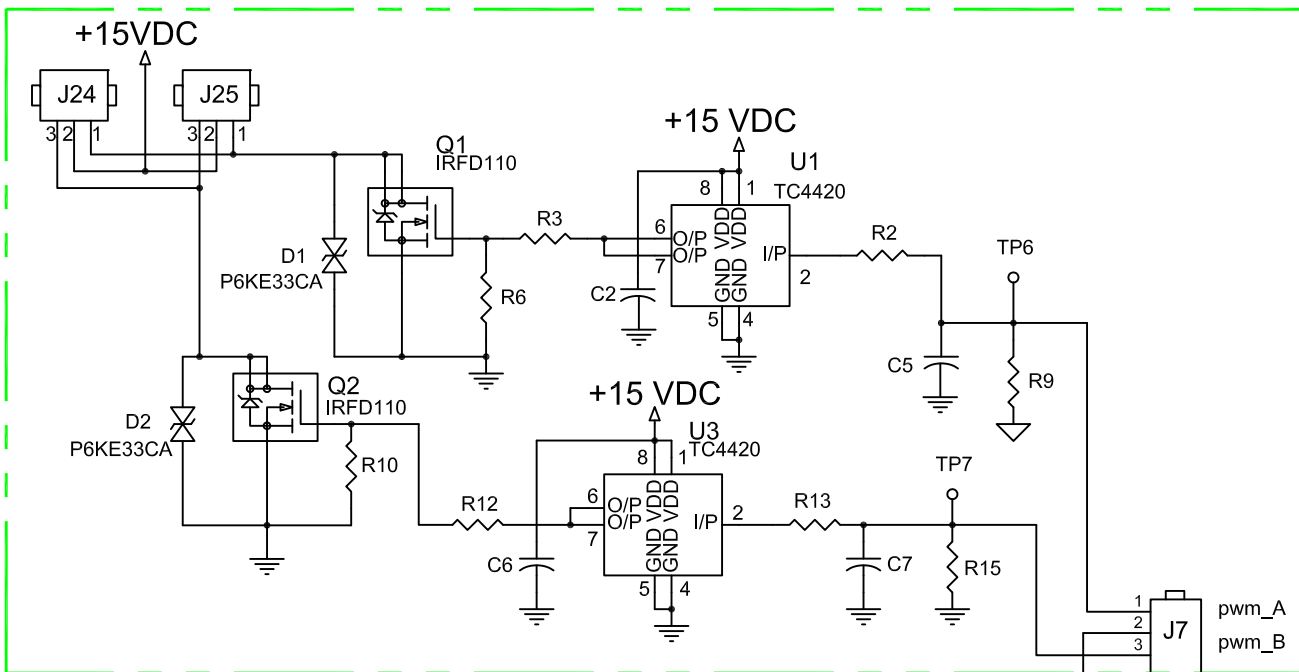 +15VDC
J24
J25
3 2 1
3 2 1
Q1
IRFD110
+15 VDC
U1
TC4420
8 1
R3
6
O/P
O/P
7
GND VDD
GND VDD
I/P
2
R2
TP6
D1
P6KE33CA
R6
C2
5 4
C5
R9
Q2
IRFD110
+15 VDC
U3
TC4420
8 1
D2
P6KE33CA
R10
R12
6
O/P
O/P
7
GND VDD
GND VDD
I/P
2
R13
TP7
C6
5 4
C7
R15
1
2
3
J7
pwm_A
pwm_B